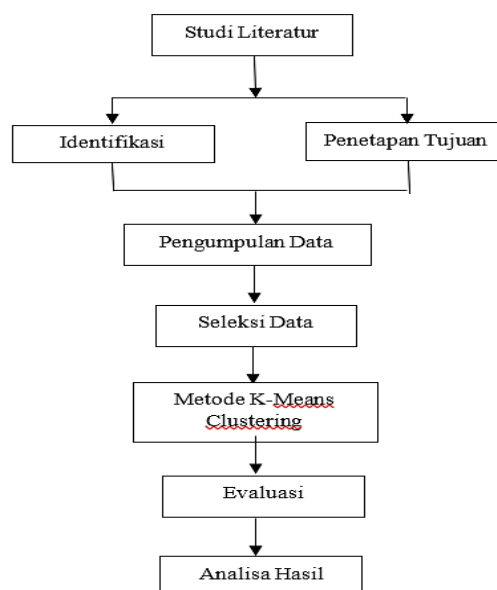 Studi Literatur
Identifikasi
Penetapan Tujuan
Pengumpulan Data
Seleksi Data
Metode K-Means
Clustering
Evaluasi
Analisa Hasil